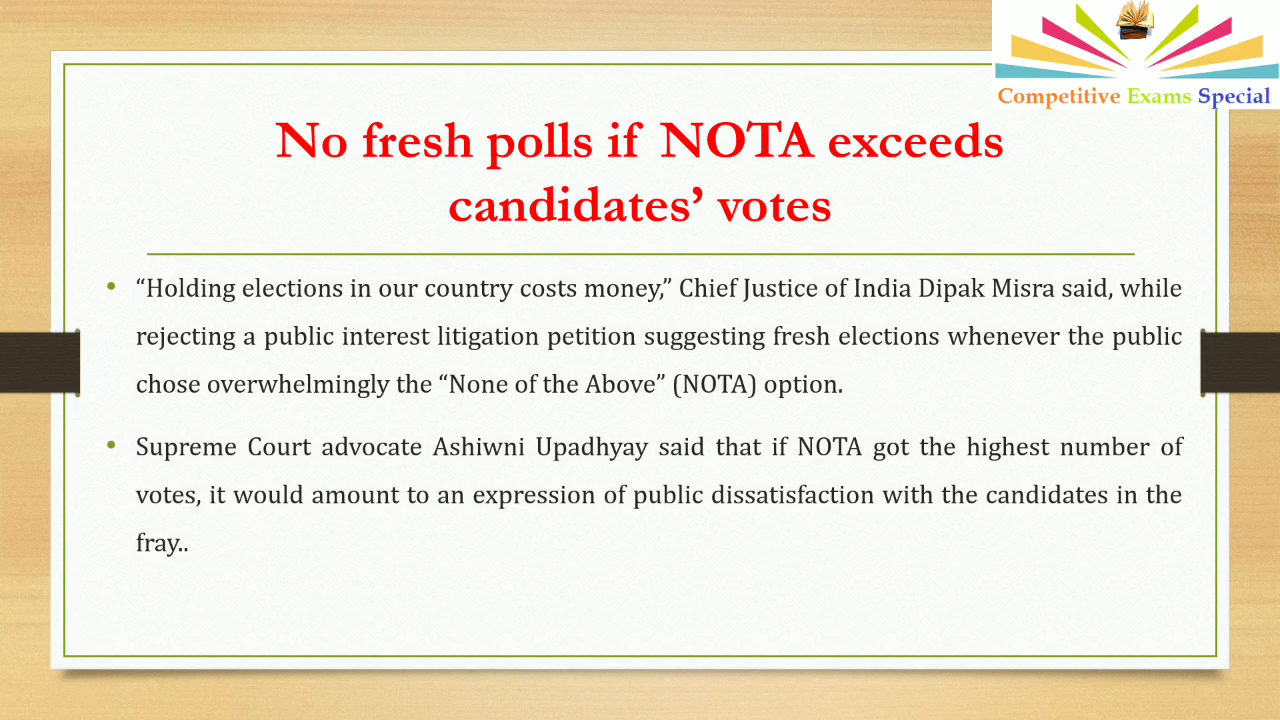 Competitive Exams Special
No fresh polls if NOTA exceeds
candidates’ votes
• “Holding elections in our country costs money,” Chief Justice of India Dipak Misra said, while
rejecting a public interest litigation petition suggesting fresh elections whenever the public
chose overwhelmingly the “None of the Above” (NOTA) option.
• Supreme Court advocate Ashiwni Upadhyay said that if NOTA got the highest number of
votes, it would amount to an expression of public dissatisfaction with the candidates in the
fray..